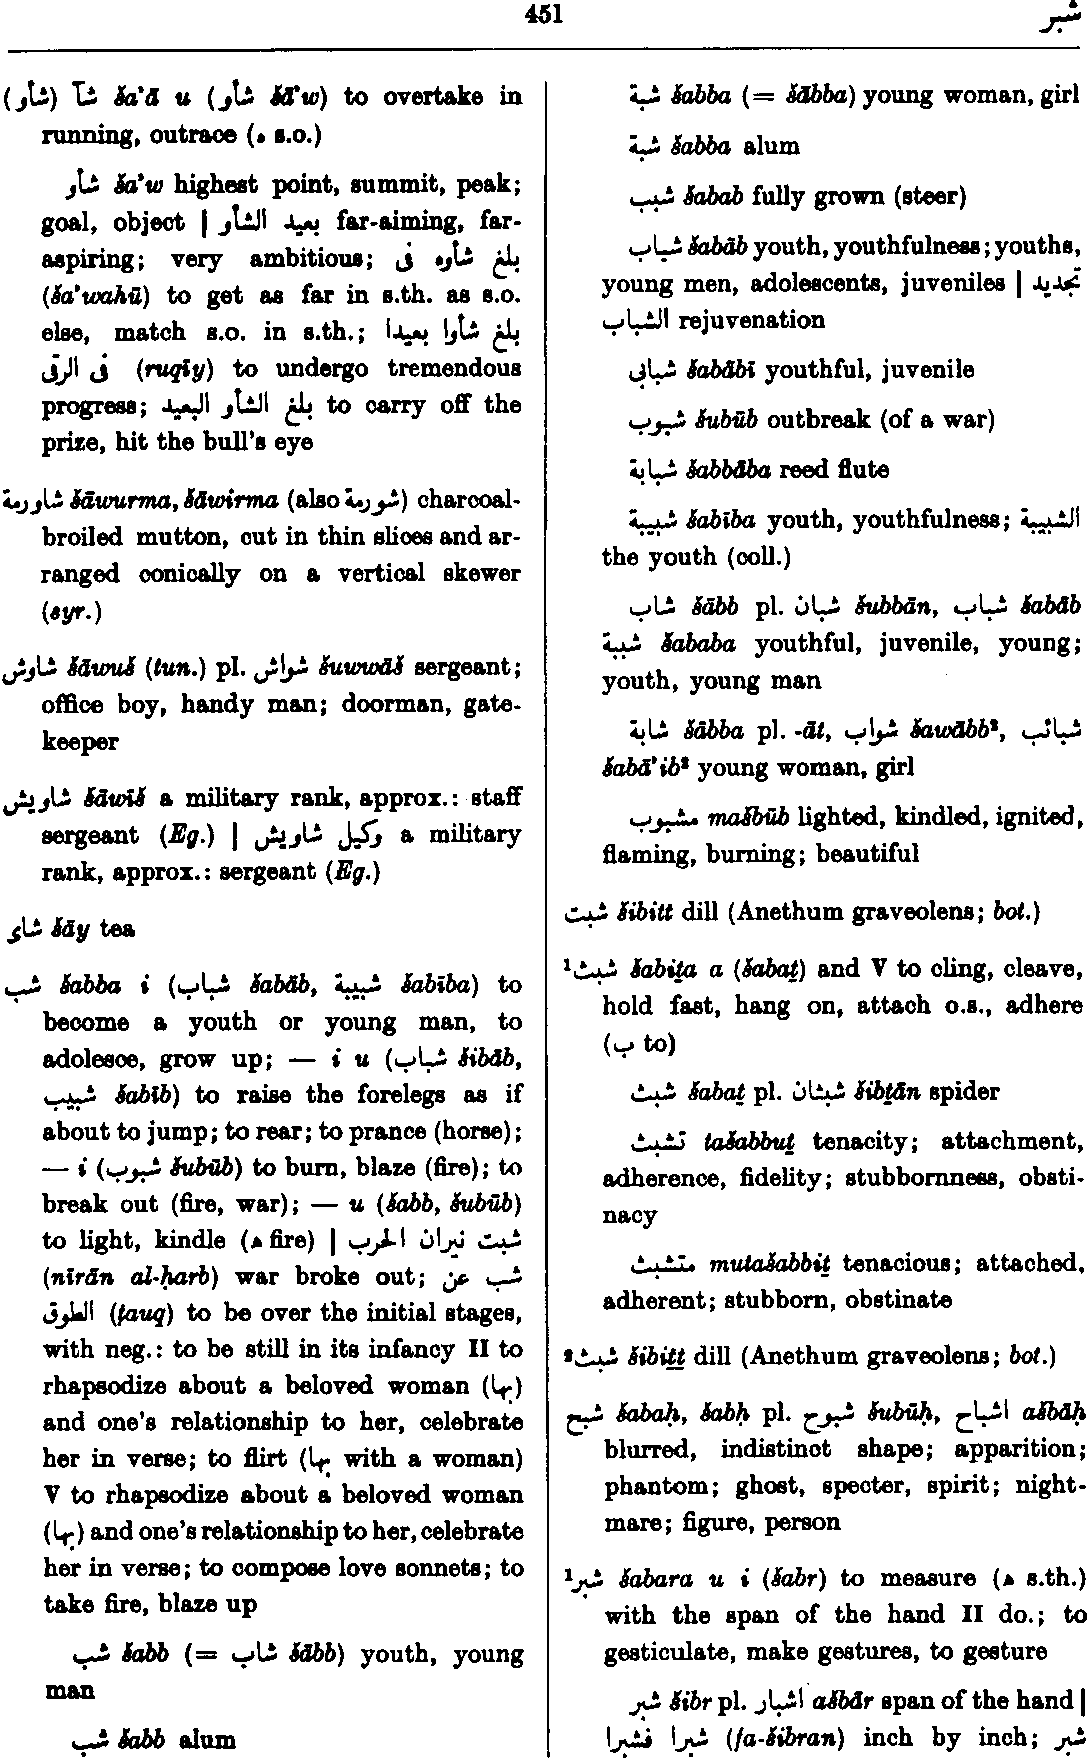 451
شبر
(شأو) شآ ša’ā u (شأو šā’w) to overtake in
running, outrace (ه s.o.)
شأو ša’w highest point, summit, peak;
goal, object | بعيد الشأو far-aiming, far-
aspiring; very ambitious; بلغ شأوه فى
(ša’wahū) to get as far in s.th. as s.o.
else, match s.o. in s.th.; بلغ شأوا بعيدا
فى الرقى (ruqīy) to undergo tremendous
progress; بلغ الشأو البعيد to carry off the
prize, hit the bull’s eye
شاورمة šāwurma, šāwirma (also شورمة) charcoal-
broiled mutton, cut in thin slices and ar-
ranged conically on a vertical skewer
(syr.)
شاوش šāwuš (tun.) pl. شواش šuwwāš sergeant;
office boy, handy man; doorman, gate-
keeper
شاويش šāwīš a military rank, approx.: staff
sergeant (Eg.) | وكيل شاويش a military
rank, approx.: sergeant (Eg.)
شاى šāy tea
شب šabba i (شباب šabāb, شبيبة šabība) to
become a youth or young man, to
adolesce, grow up; — i u (شباب šibāb,
شبيب šabīb) to raise the forelegs as if
about to jump; to rear; to prance (horse);
— i (شبوب šubūb) to burn, blaze (fire); to
break out (fire, war); — u (šabb, šubūb)
to light, kindle (ه fire) | شبت نيران الحرب
(nīrān al-ḥarb) war broke out; شب عن
الطوق (ṭauq) to be over the initial stages,
with neg.: to be still in its infancy II to
rhapsodize about a beloved woman (بها)
and one’s relationship to her, celebrate
her in verse; to flirt (بها with a woman)
V to rhapsodize about a beloved woman
(بها) and one’s relationship to her, celebrate
her in verse; to compose love sonnets; to
take fire, blaze up
شب šabb (= شاب šābb) youth, young
man
شب šabb alum
شبة šabba (= šābba) young woman, girl
شبة šabba alum
شبب šabab fully grown (steer)
شباب šabāb youth, youthfulness; youths,
young men, adolescents, juveniles | تجديد
الشباب rejuvenation
شبابى šabābī youthful, juvenile
شبوب šubūb outbreak (of a war)
شبابة šabbāba reed flute
شبيبة šabība youth, youthfulness; الشبيبة
the youth (coll.)
شاب šābb pl. شبان šubbān, شباب šabāb
شببة šababa youthful, juvenile, young;
youth, young man
شابة šābba pl. -āt, شواب šawābb², شبائب
šabā’ib² young woman, girl
مشبوب mašbūb lighted, kindled, ignited,
flaming, burning; beautiful
شبت šibitt dill (Anethum graveolens; bot.)
¹شبث šabiṯa a (šabaṯ) and V to cling, cleave,
hold fast, hang on, attach o.s., adhere
(ب to)
شبث šabaṯ pl. شبثان šibṯān spider
تشبث tašabbuṯ tenacity; attachment,
adherence, fidelity; stubbornness, obsti-
nacy
متشبث mutašabbiṯ tenacious; attached,
adherent; stubborn, obstinate
²شبث šibiṯṯ dill (Anethum graveolens; bot.)
شبح šabaḥ, šabḥ pl. شبوح šubūḥ, اشباح ašbāḥ
blurred, indistinct shape; apparition;
phantom; ghost, specter, spirit; night-
mare; figure, person
¹شبر šabara u i (šabr) to measure (ه s.th.)
with the span of the hand II do.; to
gesticulate, make gestures, to gesture
شبر šibr pl. اشبار ašbār span of the hand |
شبرا فشبرا (fa-šibran) inch by inch; شبر